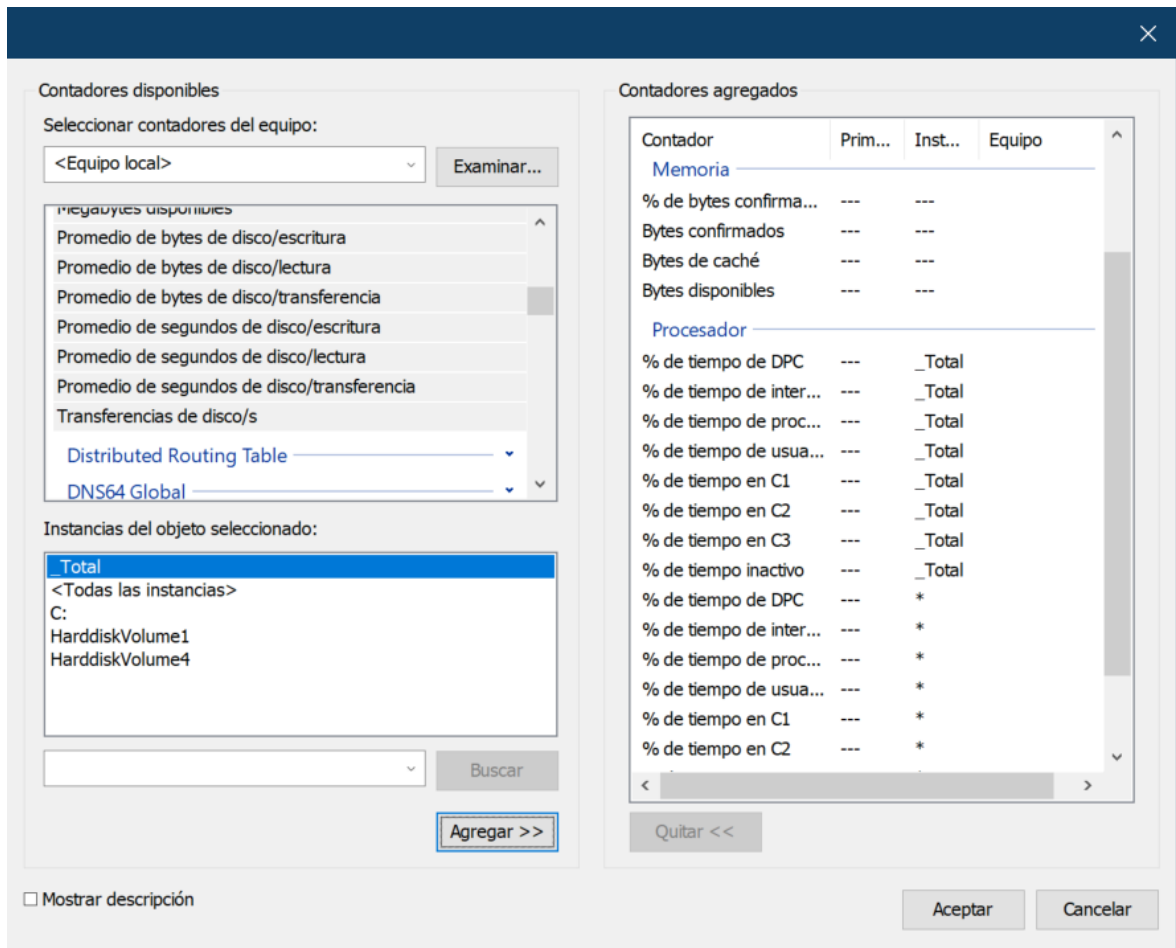 Contadores disponibles
Seleccionar contadores del equipo:
<Equipo local>
Examinar...
Megabytes disponibles
Promedio de bytes de disco/escritura
Promedio de bytes de disco/lectura
Promedio de bytes de disco/transferencia
Promedio de segundos de disco/escritura
Promedio de segundos de disco/lectura
Promedio de segundos de disco/transferencia
Transferencias de disco/s
Distributed Routing Table
DNS64 Global
Instancias del objeto seleccionado:
_Total
<Todas las instancias>
C:
HarddiskVolume1
HarddiskVolume4
Buscar
Agregar >>
Mostrar descripción
Contadores agregados
Contador Prim... Inst... Equipo
Memoria
% de bytes confirma... --- ---
Bytes confirmados --- ---
Bytes de caché --- ---
Bytes disponibles --- ---
Procesador
% de tiempo de DPC --- _Total
% de tiempo de inter... --- _Total
% de tiempo de proc... --- _Total
% de tiempo de usua... --- _Total
% de tiempo en C1 --- _Total
% de tiempo en C2 --- _Total
% de tiempo en C3 --- _Total
% de tiempo inactivo --- _Total
% de tiempo de DPC --- *
% de tiempo de inter... --- *
% de tiempo de proc... --- *
% de tiempo de usua... --- *
% de tiempo en C1 --- *
% de tiempo en C2 --- *
Quitar <<
Aceptar
Cancelar